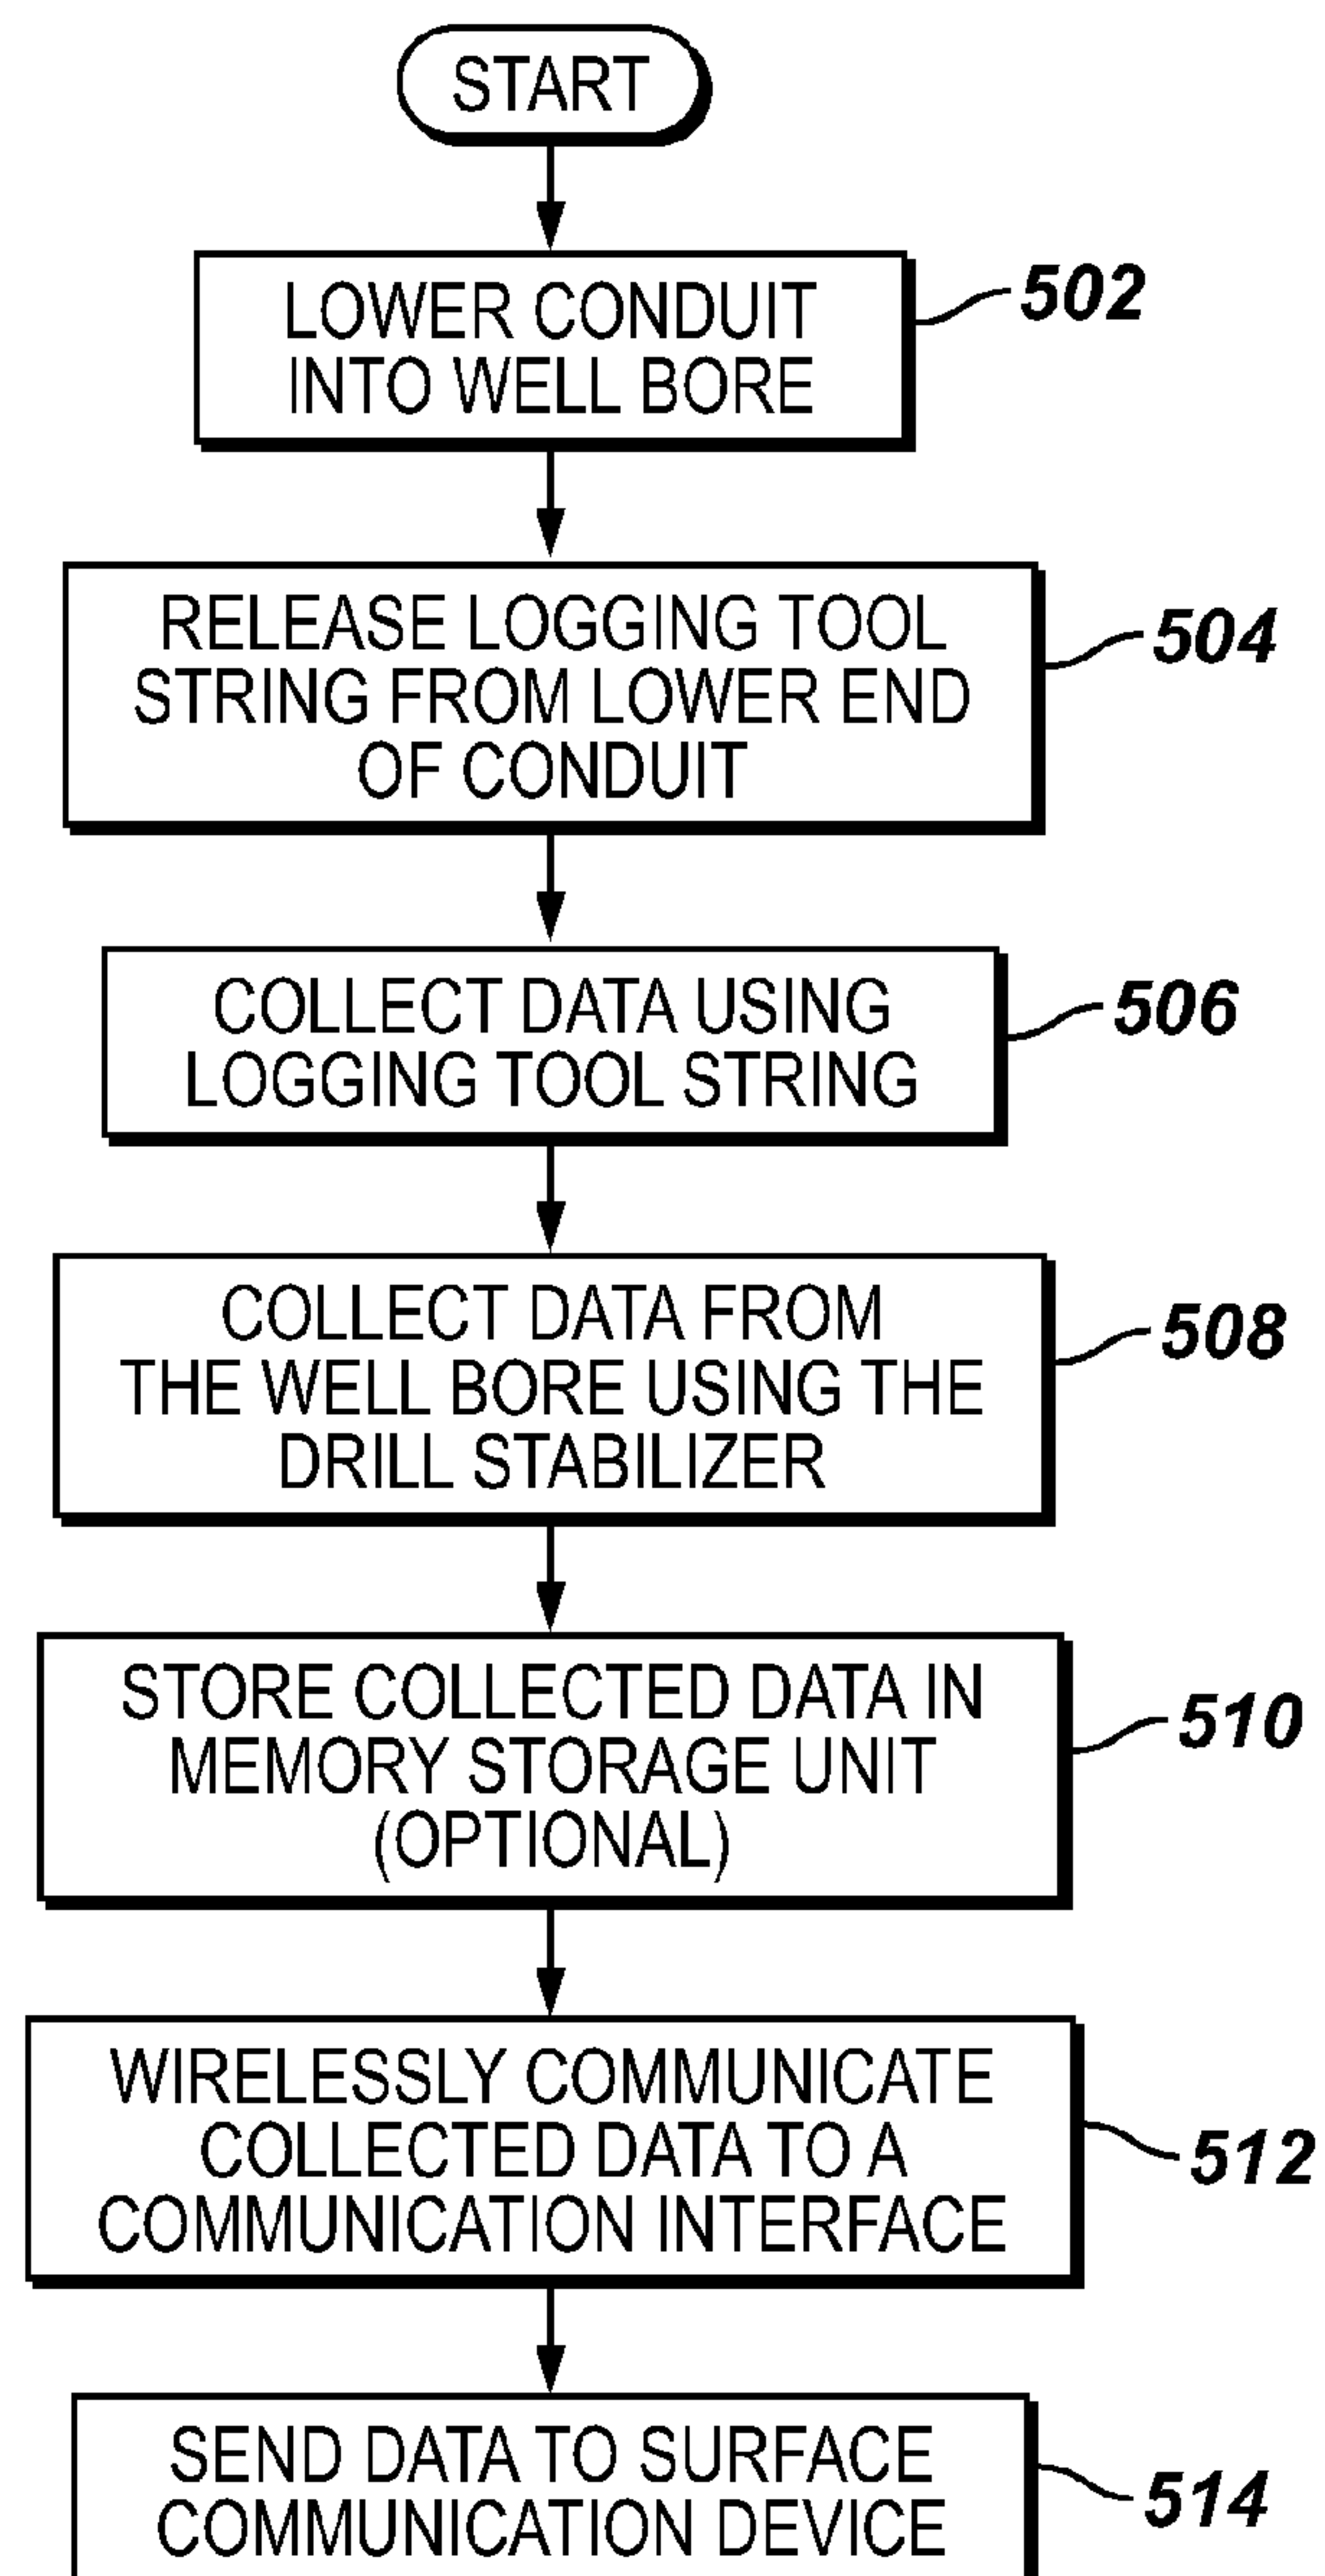 START
LOWER CONDUIT
INTO WELL BORE
502
RELEASE LOGGING TOOL
STRING FROM LOWER END
OF CONDUIT
504
COLLECT DATA USING
LOGGING TOOL STRING
506
COLLECT DATA FROM
THE WELL BORE USING THE
DRILL STABILIZER
508
STORE COLLECTED DATA IN
MEMORY STORAGE UNIT
(OPTIONAL)
510
WIRELESSLY COMMUNICATE
COLLECTED DATA TO A
COMMUNICATION INTERFACE
512
SEND DATA TO SURFACE
COMMUNICATION DEVICE
514